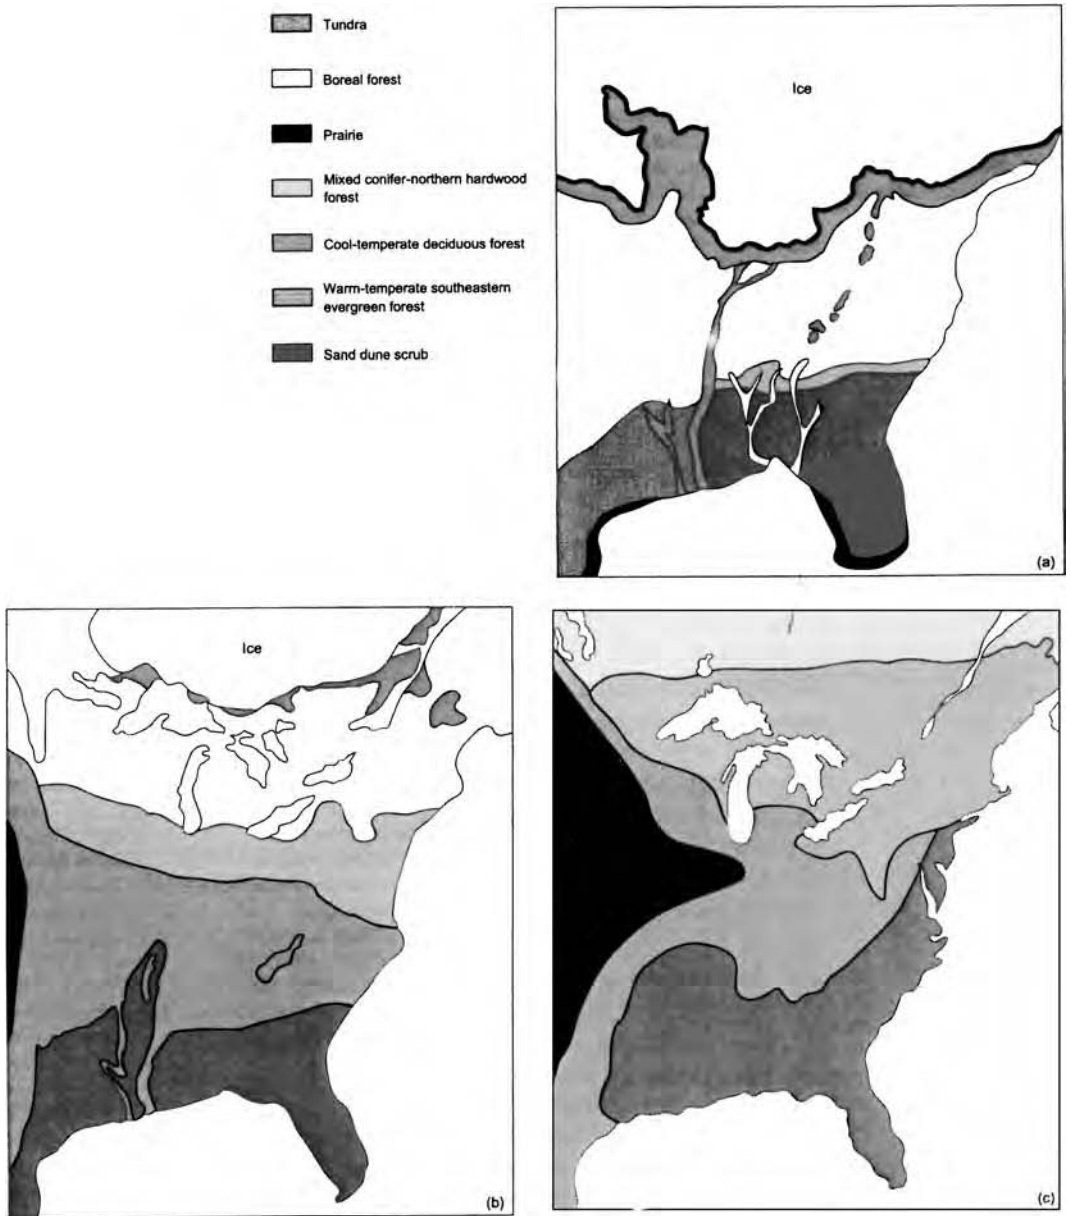 Tundra
Boreal forest
Prairie
Mixed conifer-northern hardwood
forest
Cool-temperate deciduous forest
Warm-temperate southeastern
evergreen forest
Sand dune scrub
Ice
(a)
Ice
(b)
(c)